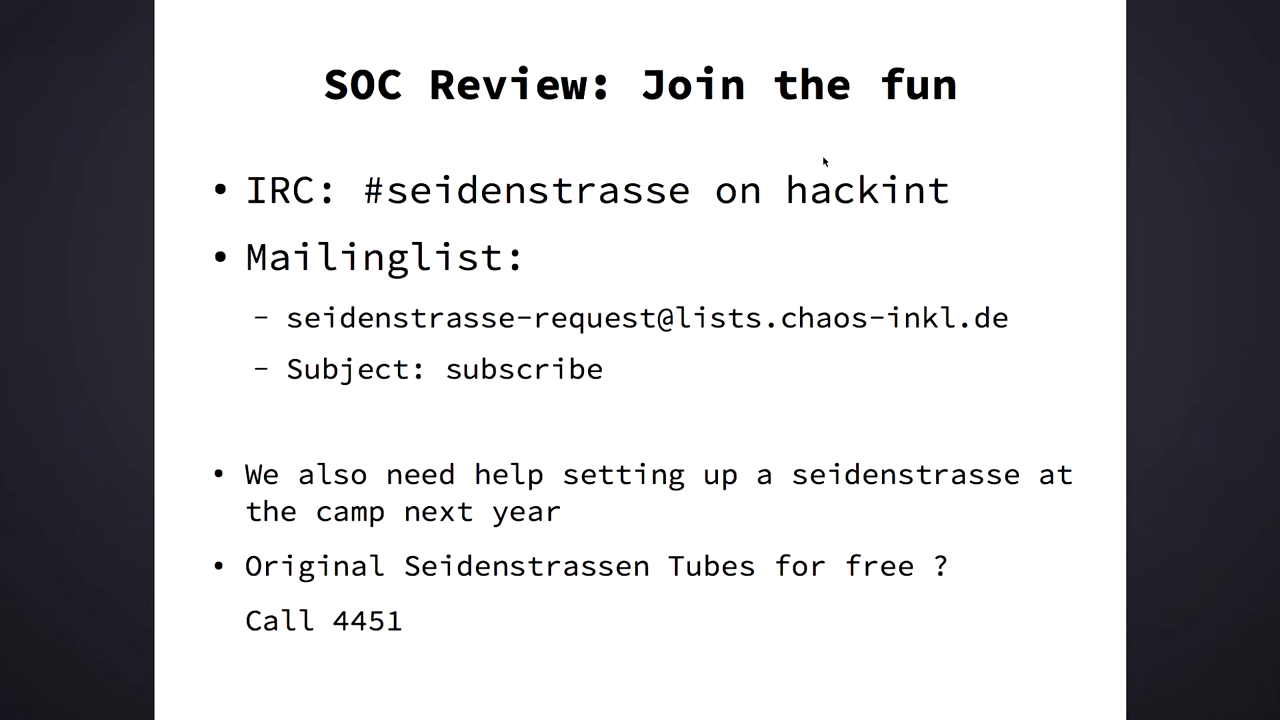 SOC Review: Join the fun
• IRC: #seidenstrasse on hackint
• Mailinglist:
– seidenstrasse-request@lists.chaos-inkl.de
– Subject: subscribe
• We also need help setting up a seidenstrasse at
the camp next year
• Original Seidenstrassen Tubes for free ?
Call 4451